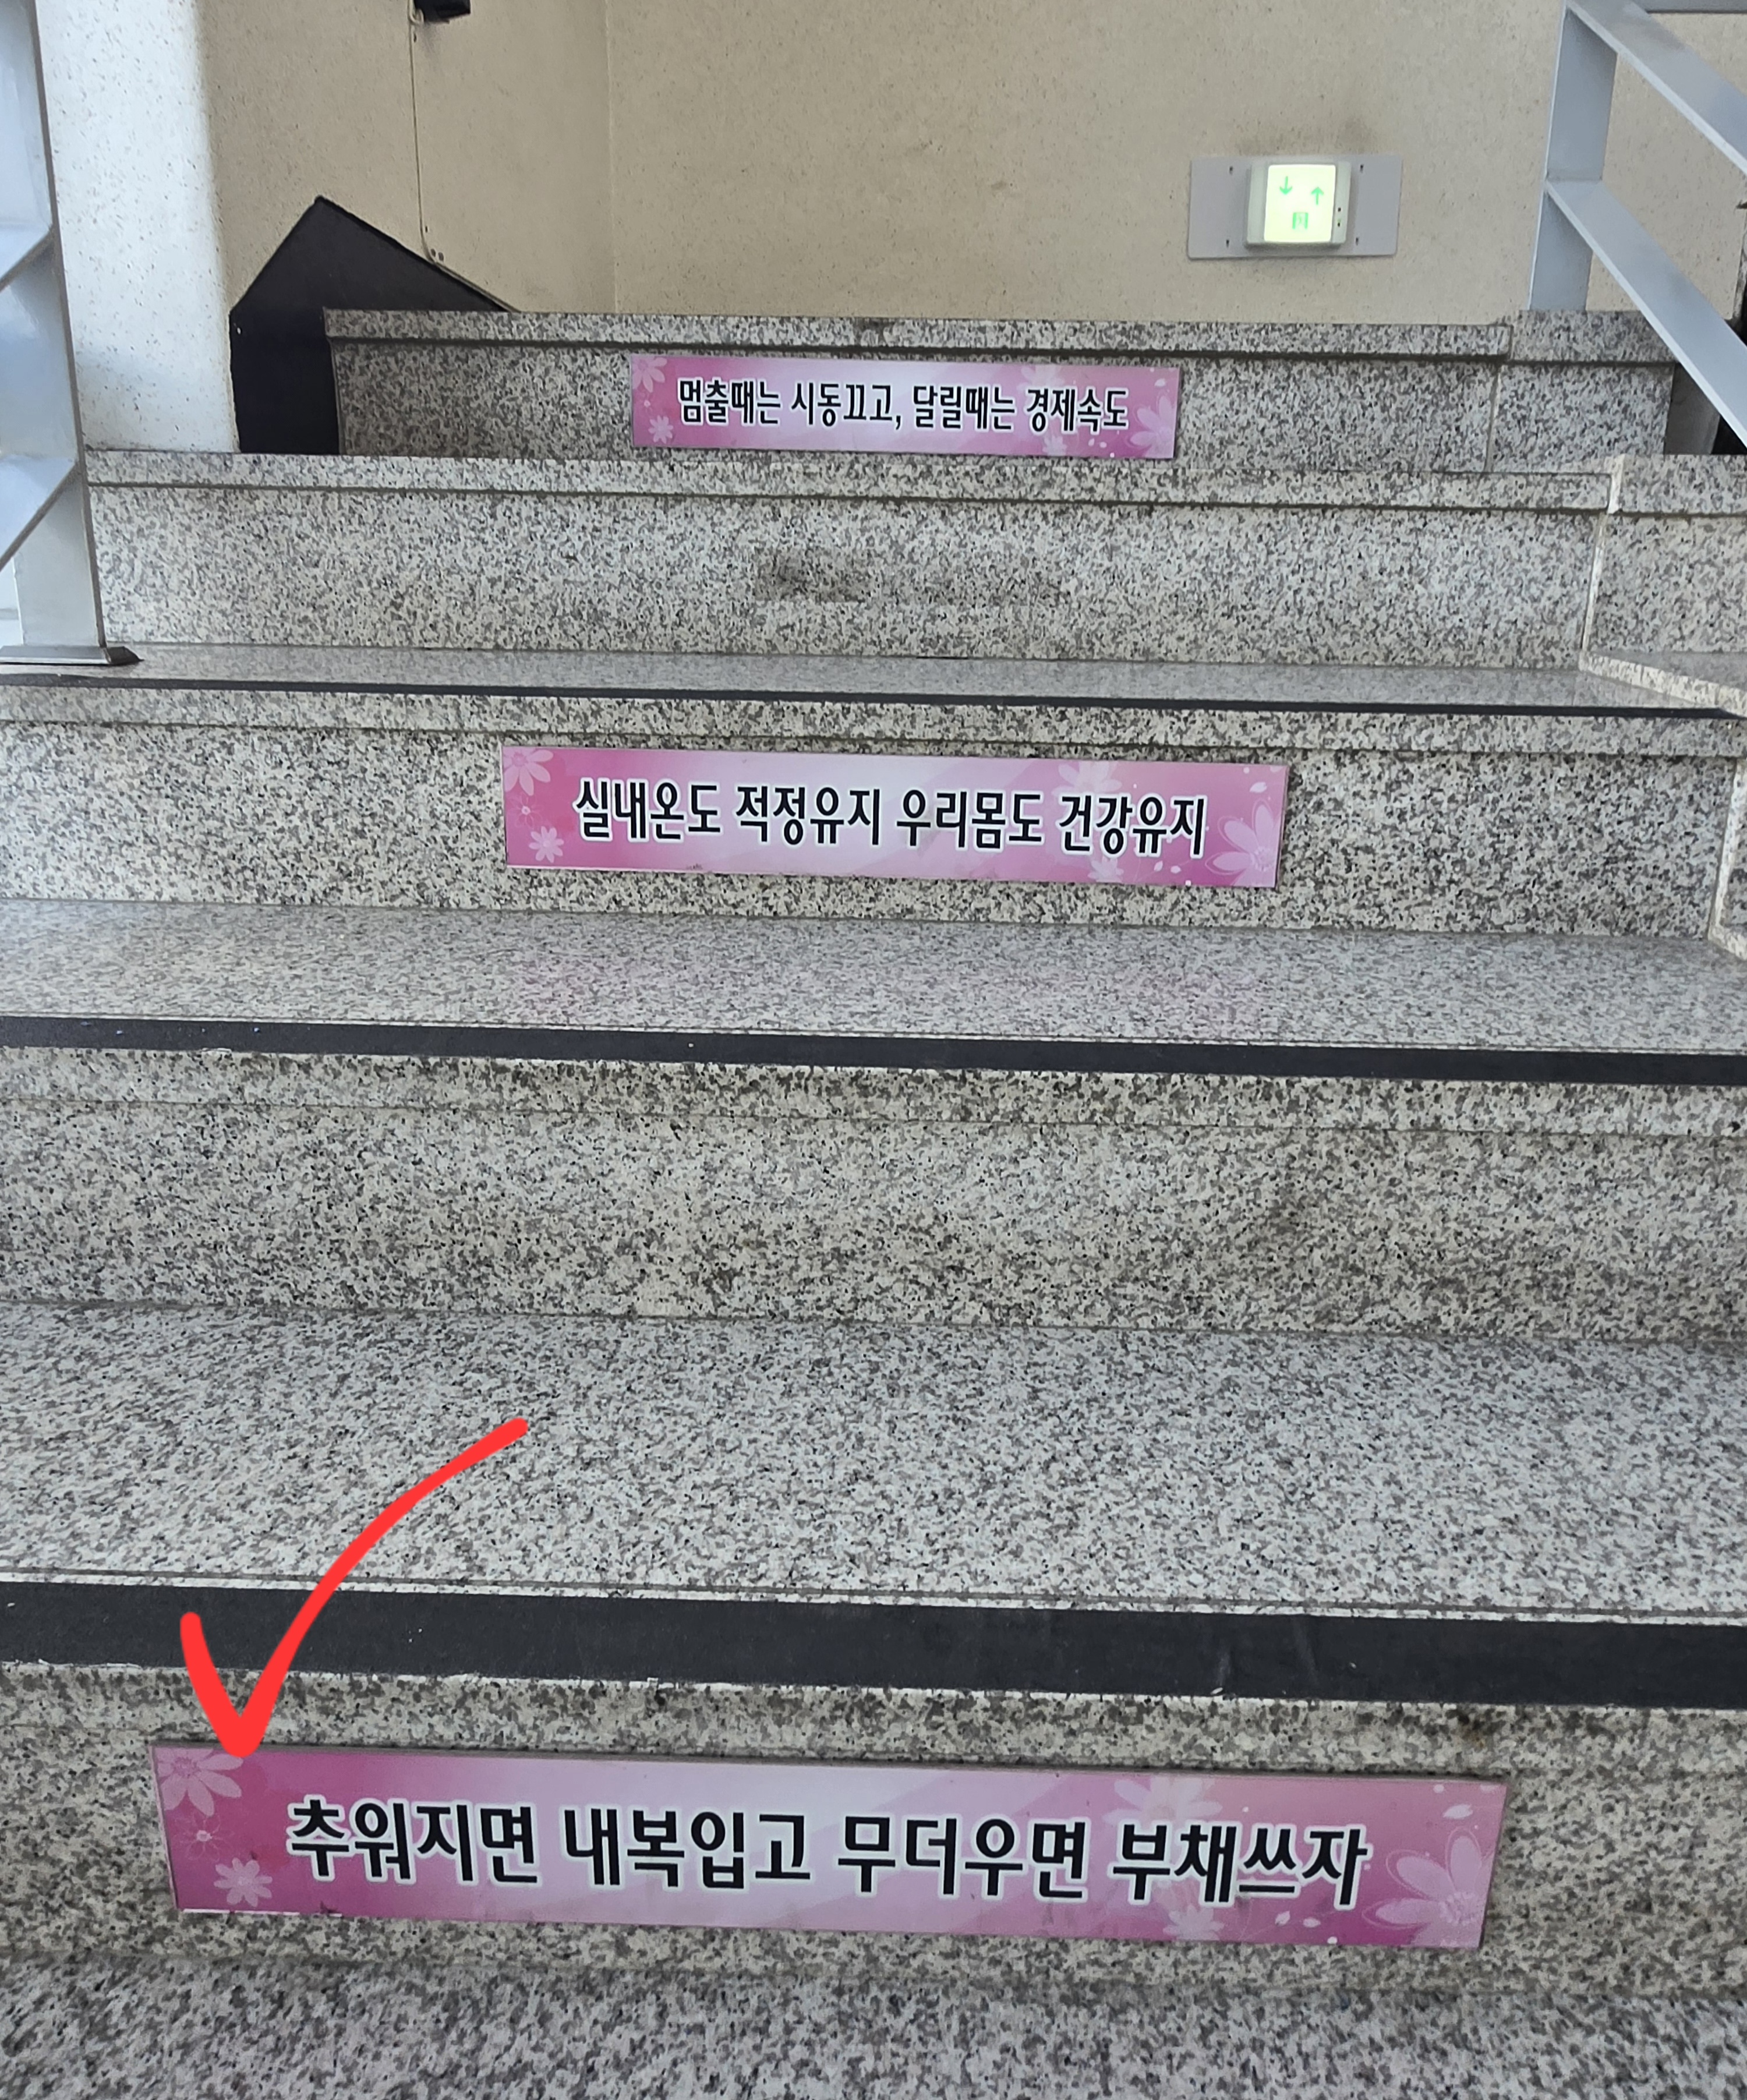 멈출때는 시동끄고, 달릴때는 경제속도
실내온도 적정유지 우리몸도 건강유지
추워지면 내복입고 무더우면 부채쓰자